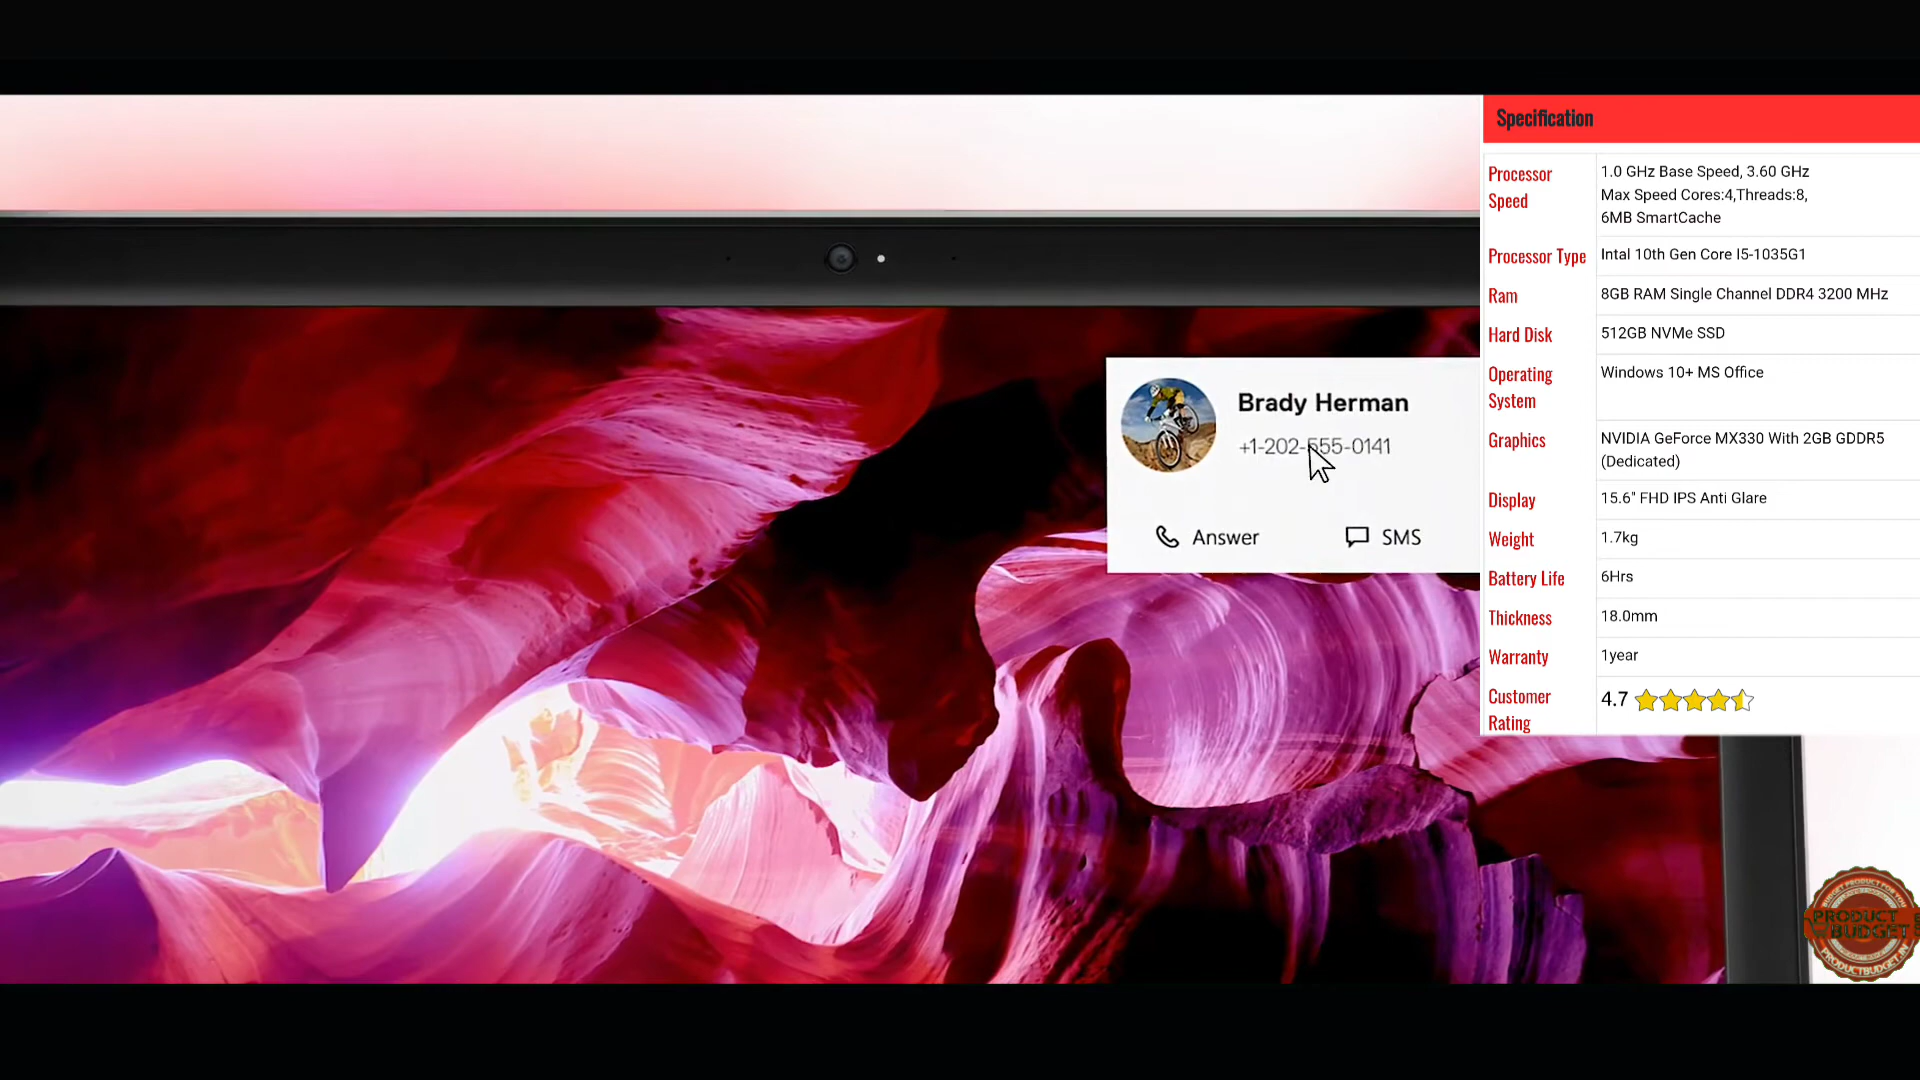 Specification
Processor Speed
1.0 GHz Base Speed, 3.60 GHz
Max Speed Cores:4,Threads:8,
6MB SmartCache
Processor Type
Intal 10th Gen Core I5-1035G1
Ram
8GB RAM Single Channel DDR4 3200 MHz
Hard Disk
512GB NVMe SSD
Operating System
Windows 10+ MS Office
Graphics
NVIDIA GeForce MX330 With 2GB GDDR5
(Dedicated)
Display
15.6" FHD IPS Anti Glare
Weight
1.7kg
Battery Life
6Hrs
Thickness
18.0mm
Warranty
1year
Customer Rating
4.7
Brady Herman
+1-202-555-0141
Answer
SMS
PRODUCT
BUDGET
PRODUCTBUDGET.IN